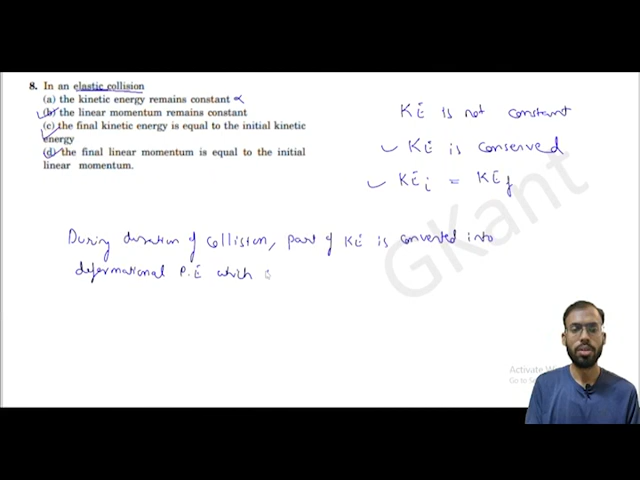 8. In an elastic collision
(a) the kinetic energy remains constant
(b) the linear momentum remains constant
(c) the final kinetic energy is equal to the initial kinetic
energy
(d) the final linear momentum is equal to the initial
linear momentum.
KE is not constant
KE is conserved
KEi = KEf
During duration of collision, part of KE is converted into
deformational P.E which
GKant
Activate
Go to